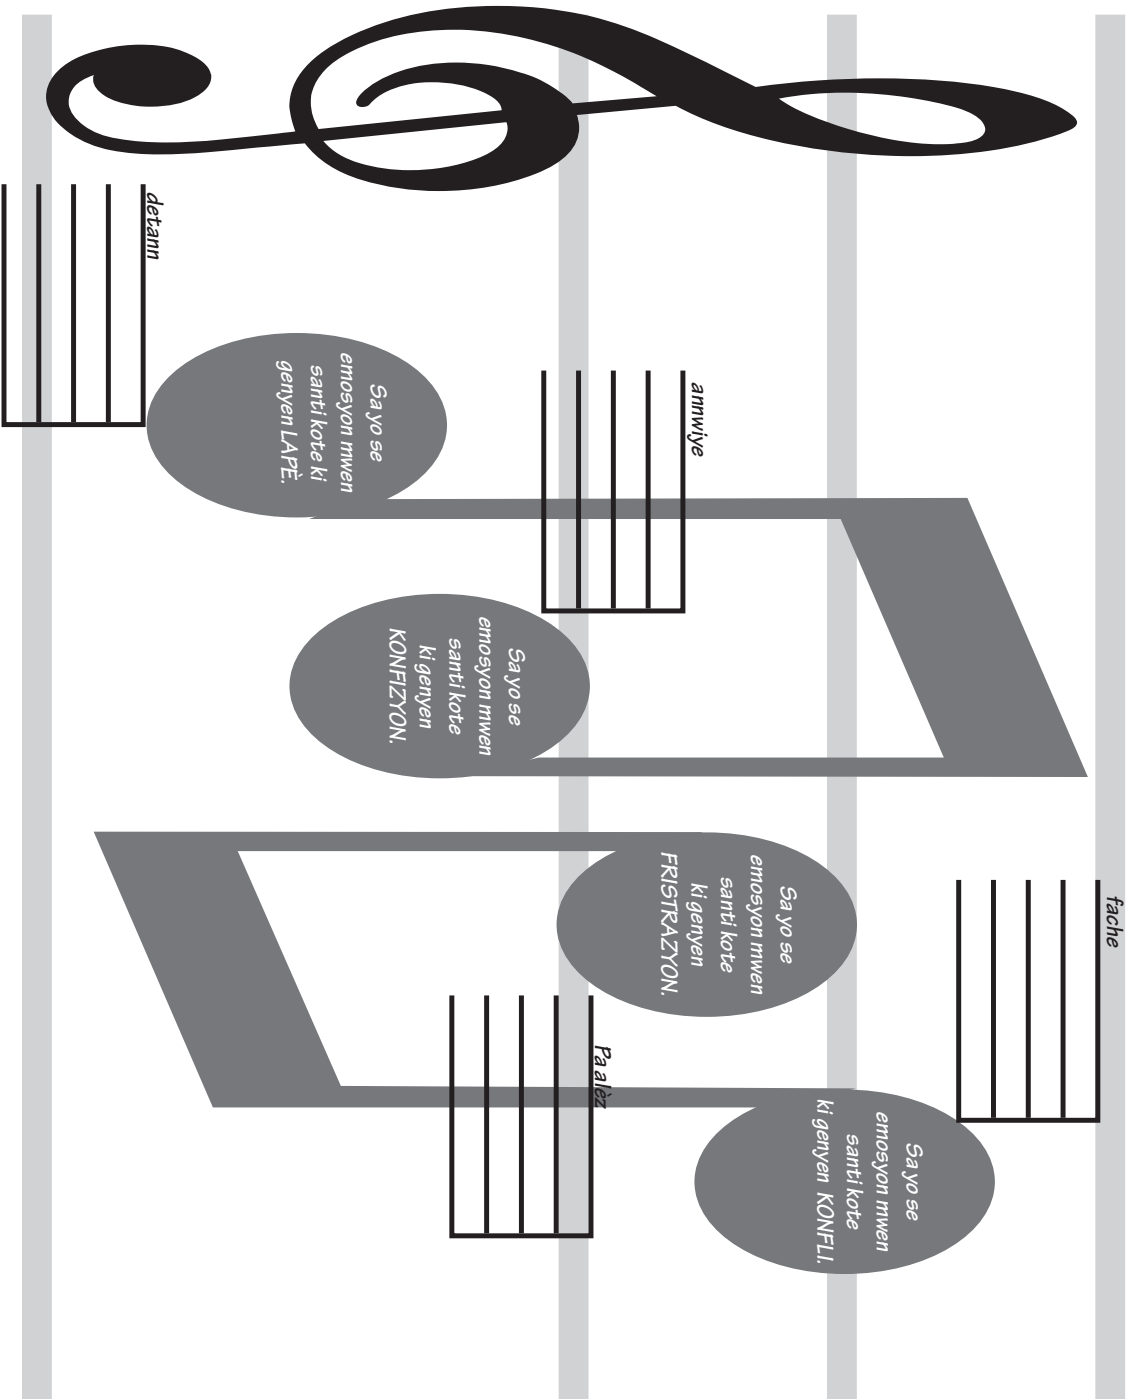 detann
Sa yo se
emosyon mwen
santi kote ki
genyen LAPÈ.
annwiye
Sa yo se
emosyon mwen
santi kote
ki genyen
KONFIZYON.
fache
Sa yo se
emosyon mwen
santi kote
ki genyen
FRISTRAZYON.
Pa alèz
Sa yo se
emosyon mwen
santi kote
ki genyen KONFLI.